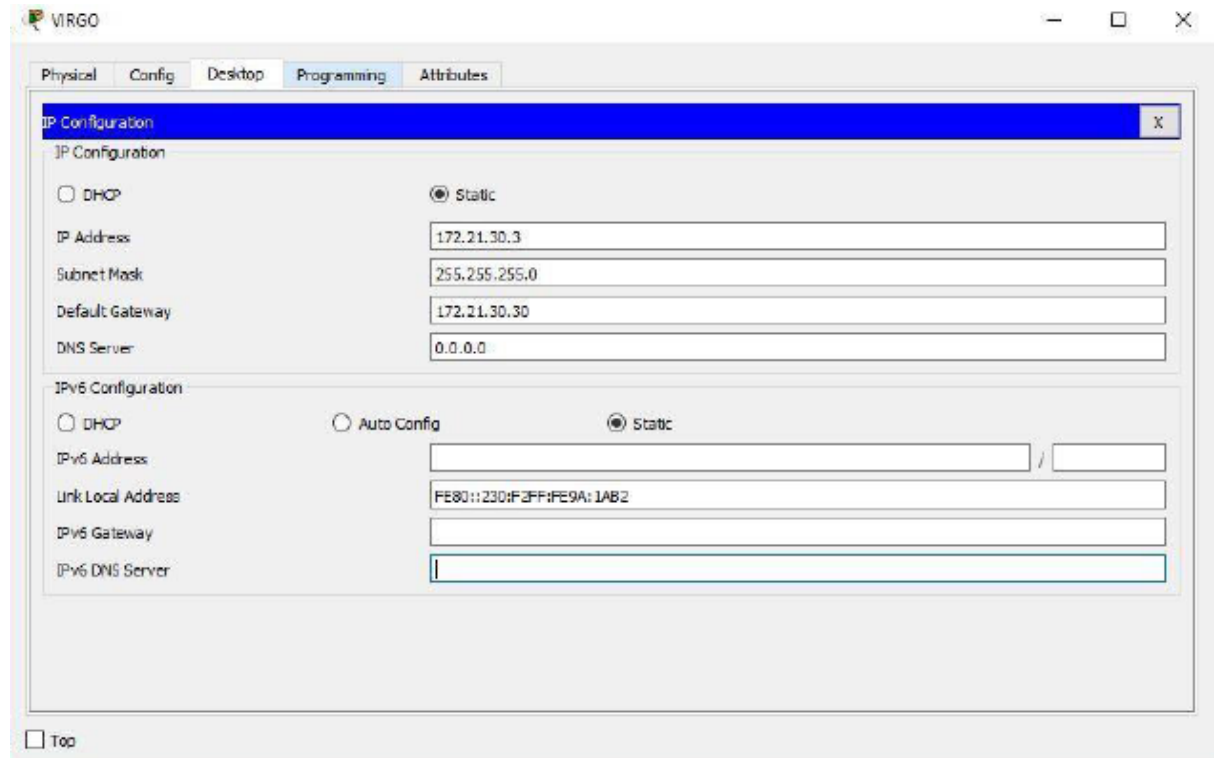 VIRGO
Physical Config Desktop Programming Attributes
IP Configuration X
IP Configuration
DHCP Static
IP Address 172.21.30.3
Subnet Mask 255.255.255.0
Default Gateway 172.21.30.30
DNS Server 0.0.0.0
IPv6 Configuration
DHCP Auto Config Static
IPv6 Address /
Link Local Address FE80::230:F2FF:FE9A:1AB2
IPv6 Gateway
IPv6 DNS Server
Top